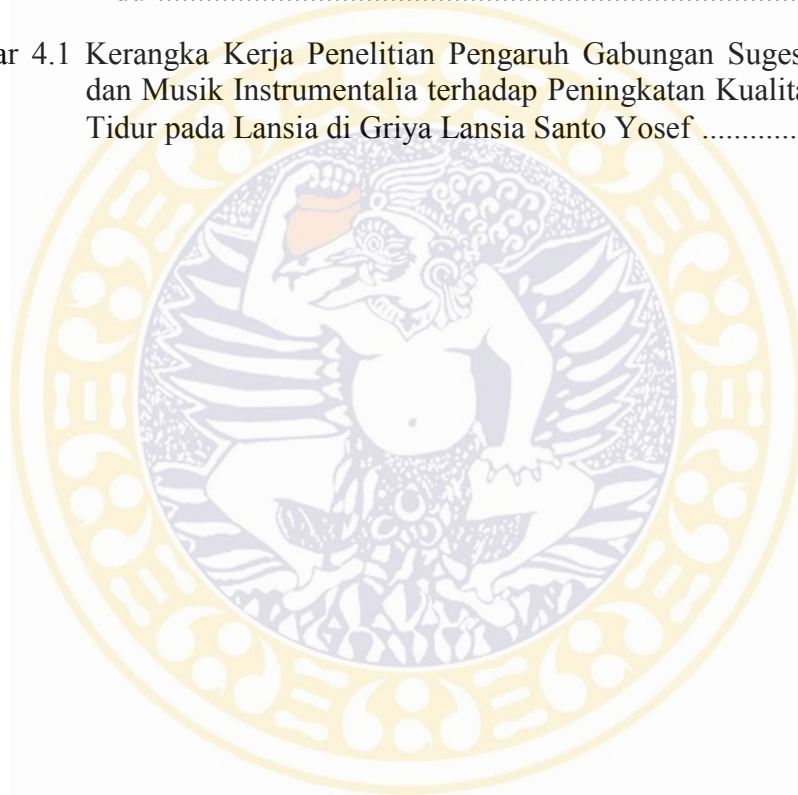 ar 4.1 Kerangka Kerja Penelitian Pengaruh Gabungan Suges
dan Musik Instrumentalia terhadap Peningkatan Kualita
Tidur pada Lansia di Griya Lansia Santo Yosef ............